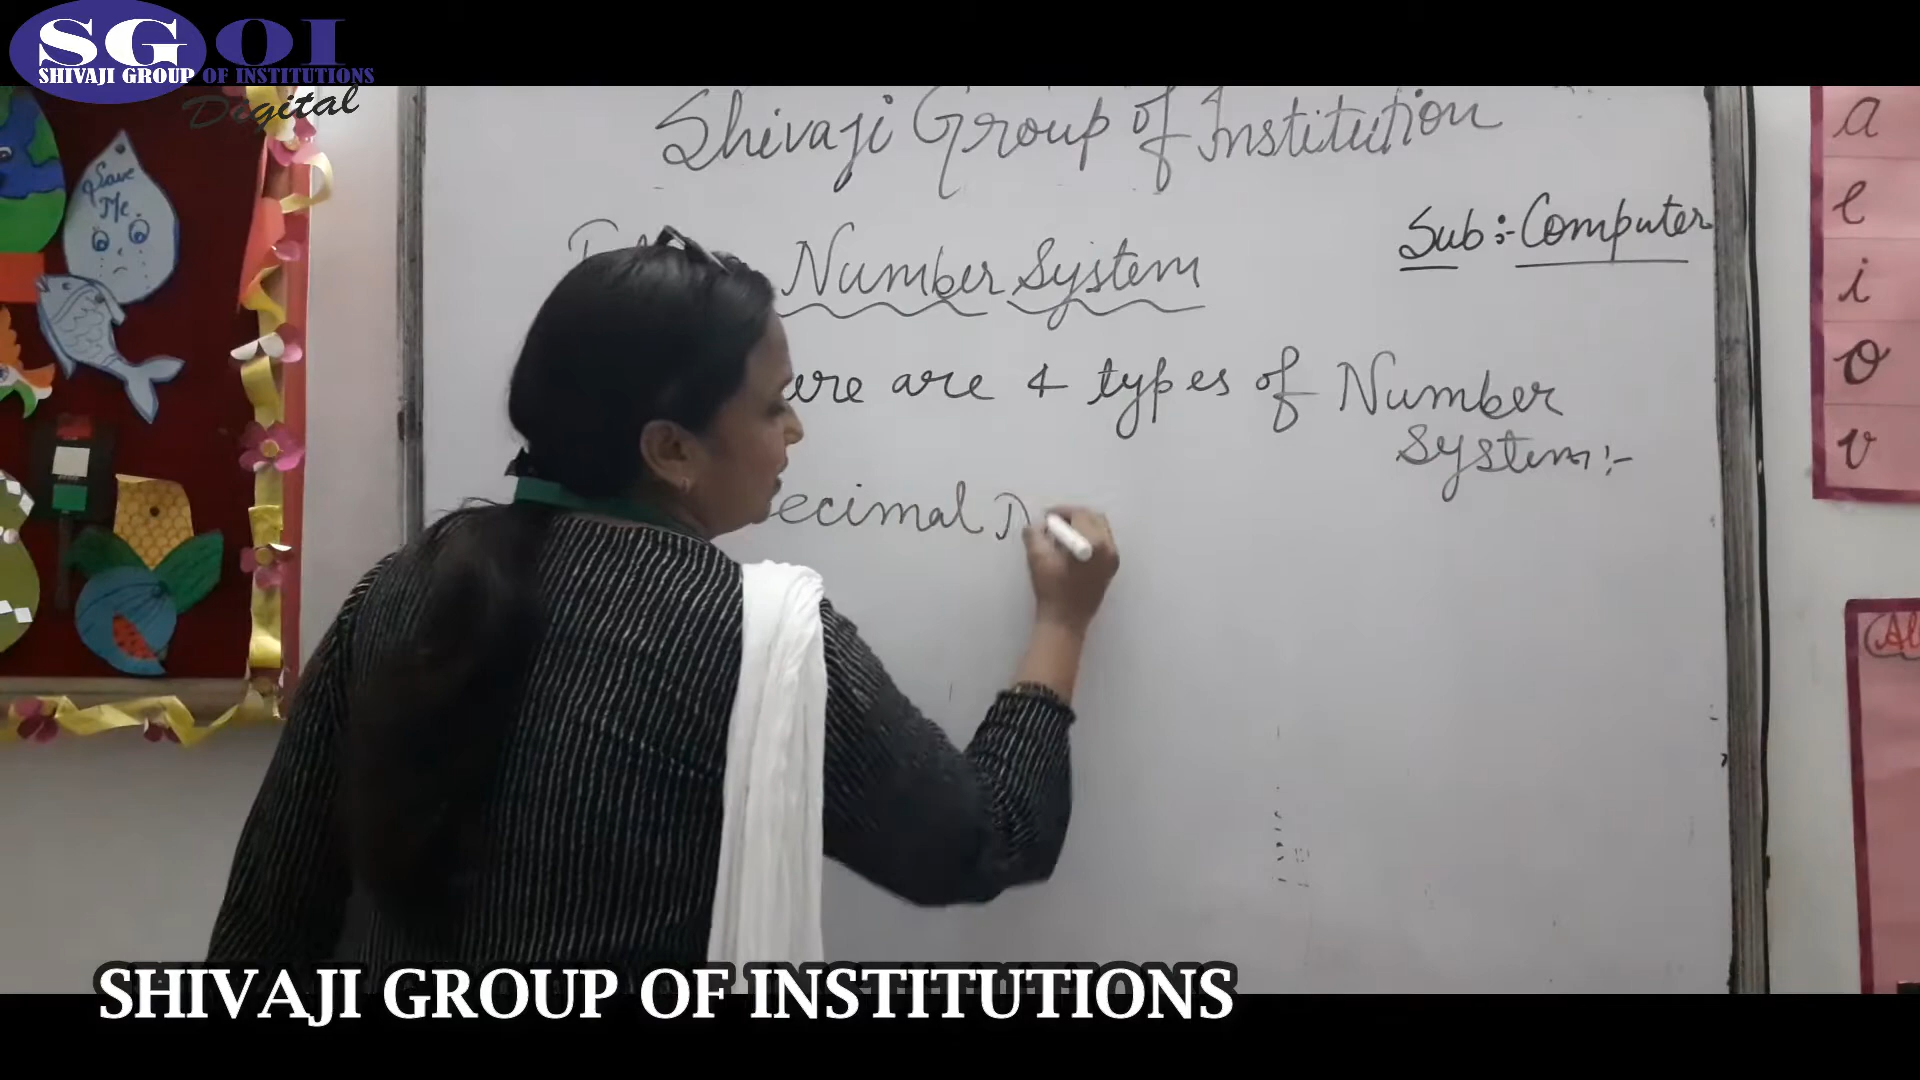 SGOI
SHIVAJI GROUP OF INSTITUTIONS
Digital
Shivaji Group of Institution
Save
Me
Number System
Sub:- Computer
are 4 types of Number
System:-
ecimal N
a
e
i
o
v
SHIVAJI GROUP OF INSTITUTIONS